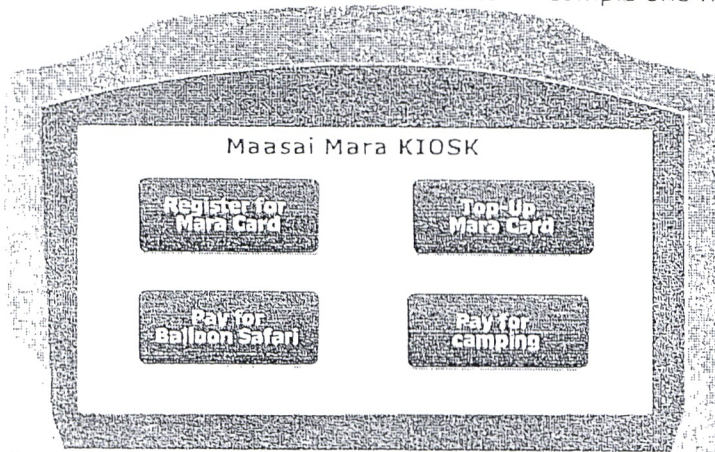 Maasai Mara KIOSK
Register for
Mara Card
Top-Up
Mara Card
Pay for
Balloon Safari
Pay for
camping